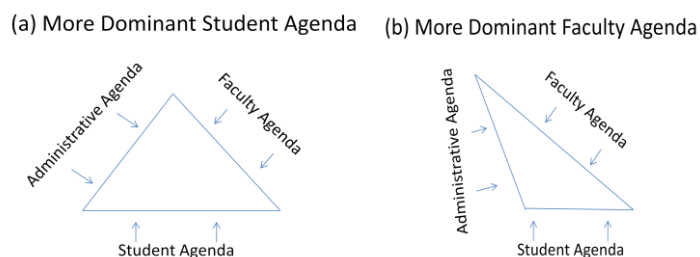 (a) More Dominant Student Agenda
Administrative Agenda
Faculty Agenda
Student Agenda
(b) More Dominant Faculty Agenda
Administrative Agenda
Faculty Agenda
Student Agenda